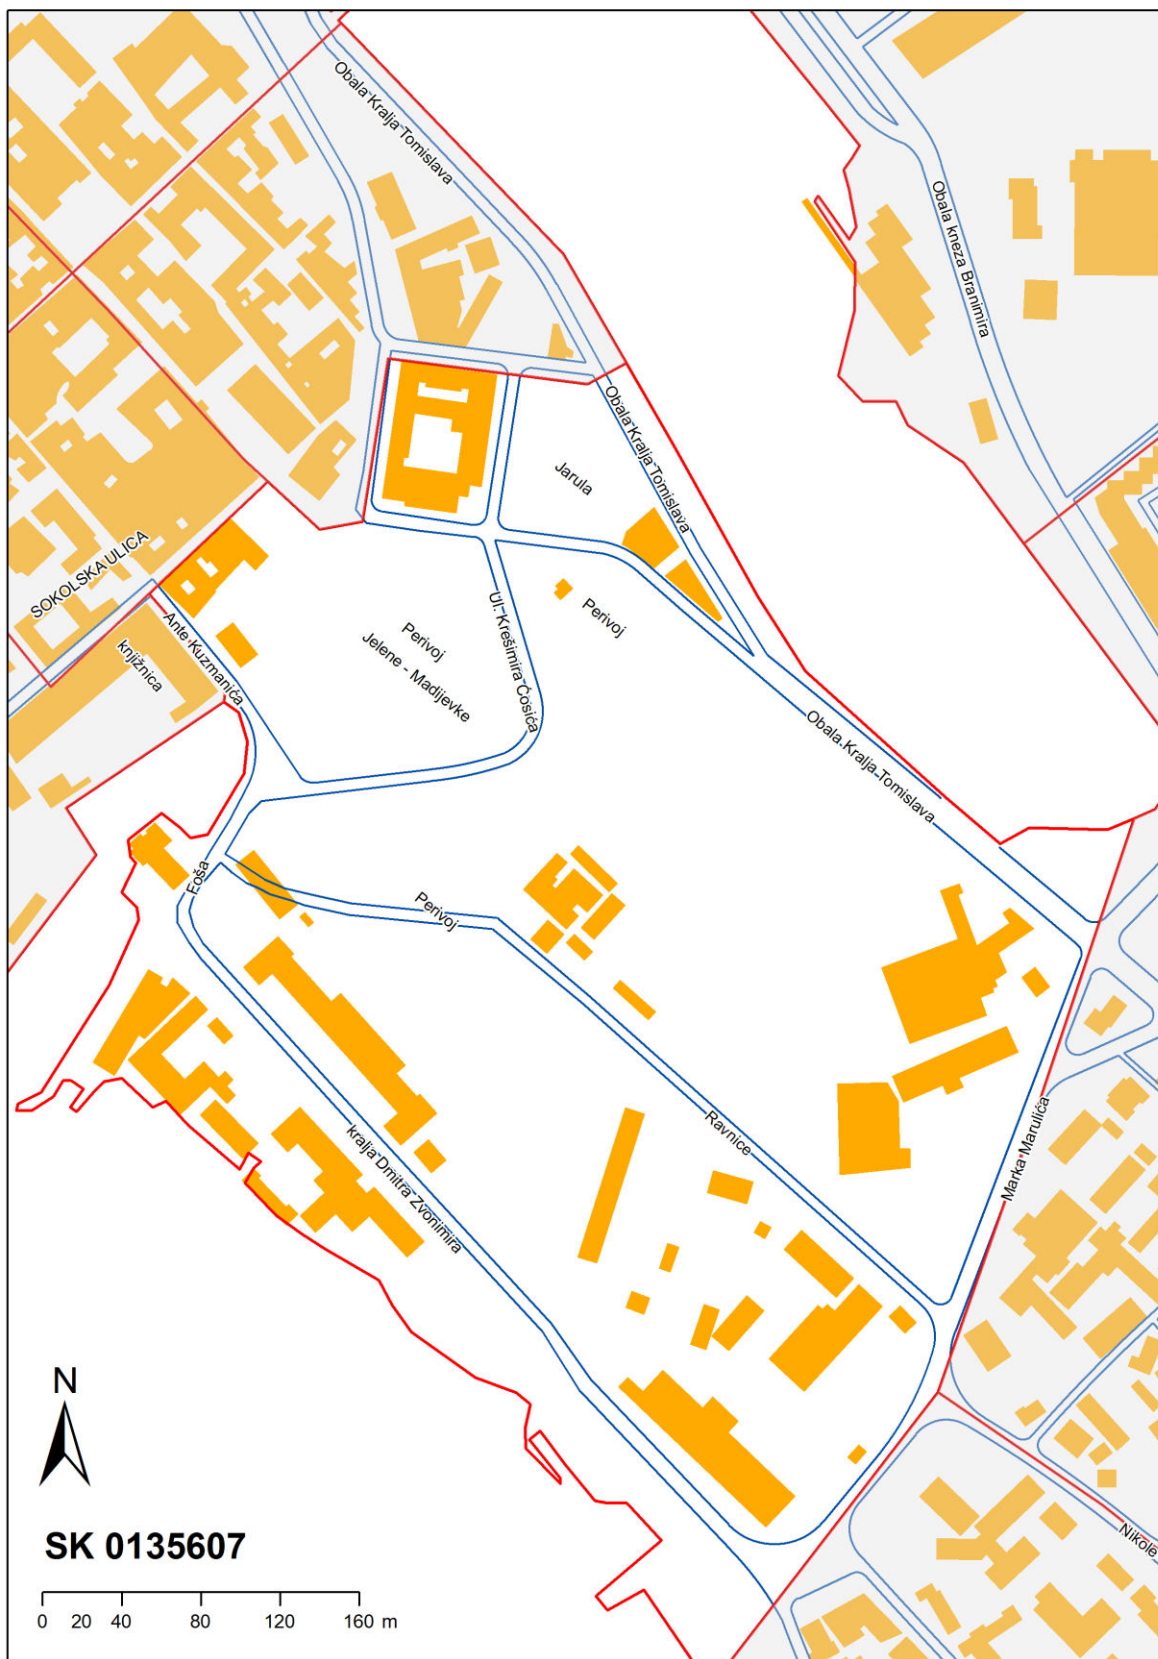 Obala Kralja Tomislava
Obala kneza Branimira
Obala Kralja Tomislava
Jarula
SOKOLSKA ULICA
Ante Kuzmanića
knjižnica
Perivoj
Jelene - Madijevke
Ul. Krešimira Ćosića
Perivoj
Obala Kralja Tomislava
Foša
Perivoj
Ravnice
kralja Dmitra Zvonimira
Marka Marulića
Nikole
N
SK 0135607
0 20 40 80 120 160 m